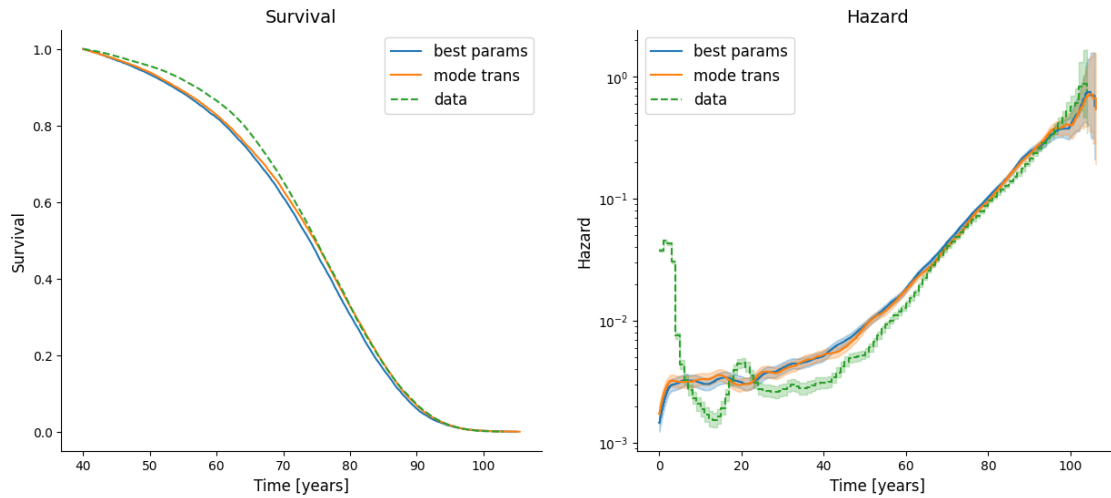 Survival
Survival
1.0
0.8
0.6
0.4
0.2
0.0
best params
mode trans
data
40
50
60
70
80
90
100
Time [years]
Hazard
Hazard
10⁰
10⁻¹
10⁻²
10⁻³
best params
mode trans
data
0
20
40
60
80
100
Time [years]